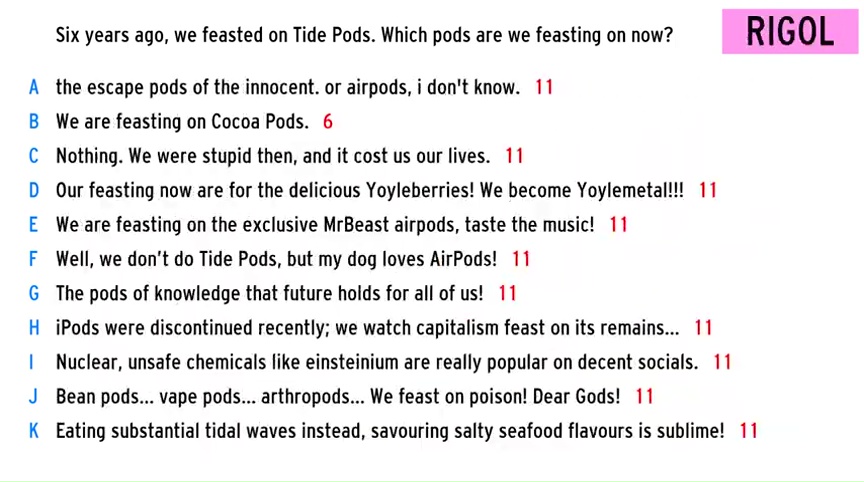 Six years ago, we feasted on Tide Pods. Which pods are we feasting on now?
RIGOL
A the escape pods of the innocent. or airpods, i don't know. 11
B We are feasting on Cocoa Pods. 6
C Nothing. We were stupid then, and it cost us our lives. 11
D Our feasting now are for the delicious Yoyleberries! We become Yoylemetal!!! 11
E We are feasting on the exclusive MrBeast airpods, taste the music! 11
F Well, we don’t do Tide Pods, but my dog loves AirPods! 11
G The pods of knowledge that future holds for all of us! 11
H iPods were discontinued recently; we watch capitalism feast on its remains... 11
I Nuclear, unsafe chemicals like einsteinium are really popular on decent socials. 11
J Bean pods... vape pods... arthropods... We feast on poison! Dear Gods! 11
K Eating substantial tidal waves instead, savouring salty seafood flavours is sublime! 11